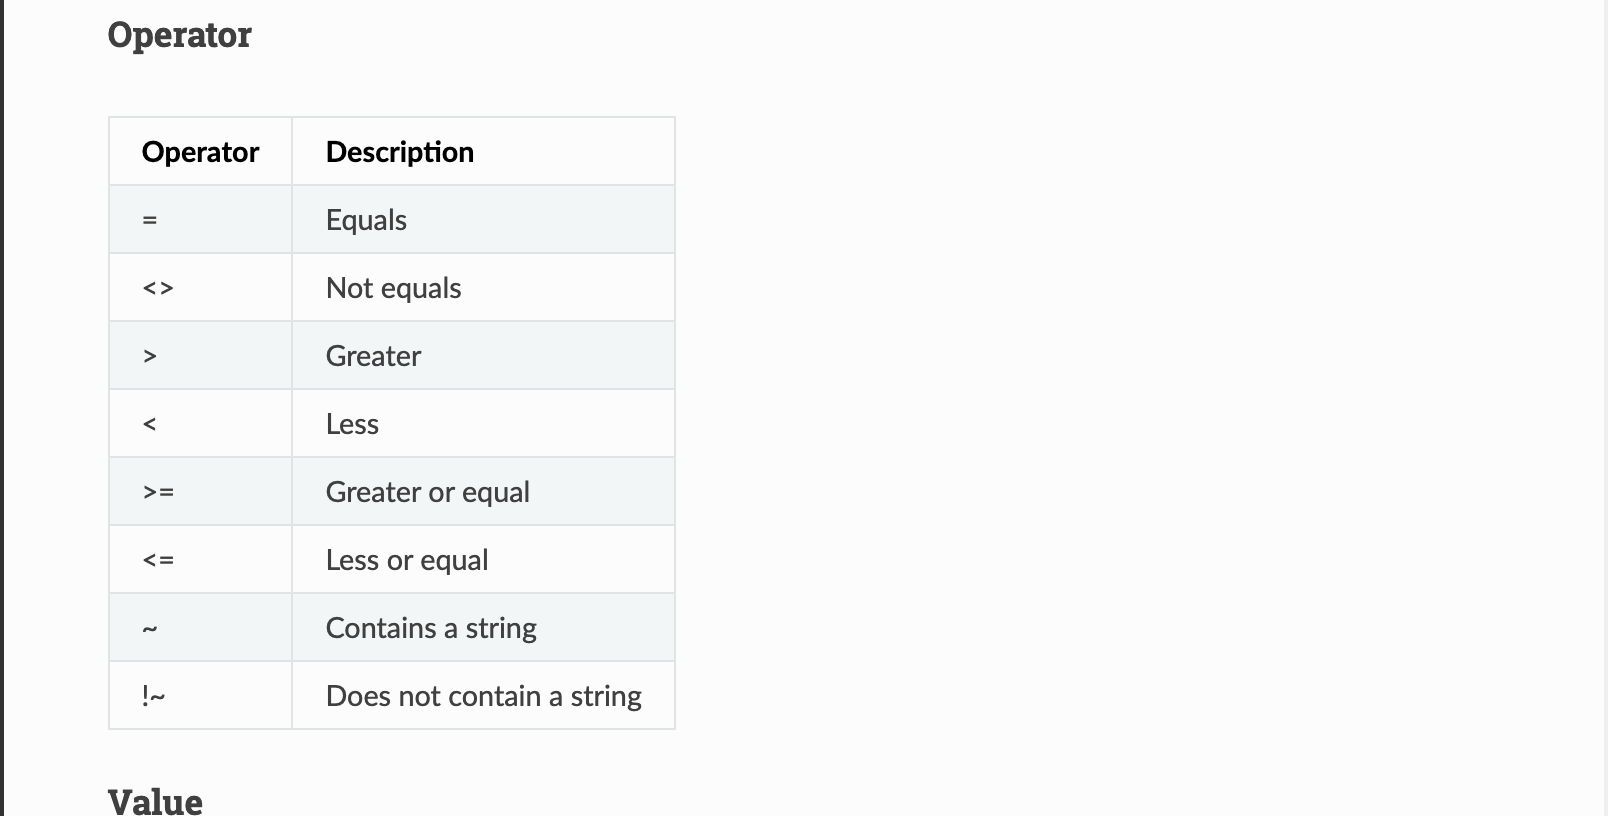 Operator
Operator Description
= Equals
<> Not equals
> Greater
< Less
>= Greater or equal
<= Less or equal
~ Contains a string
!~ Does not contain a string
Value